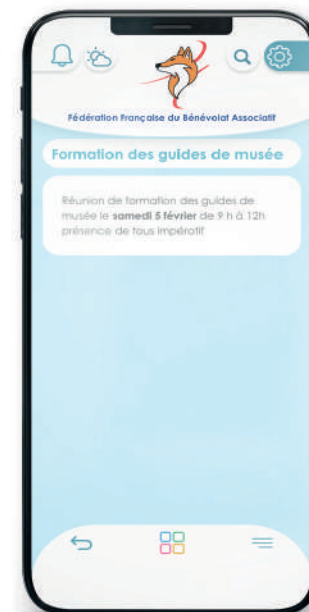 Fédération Française du Bénévolat Associatif
Formation des guides de musée
Réunion de formation des guides de
musée le samedi 5 février de 9 h à 12h
présence de tous impératif